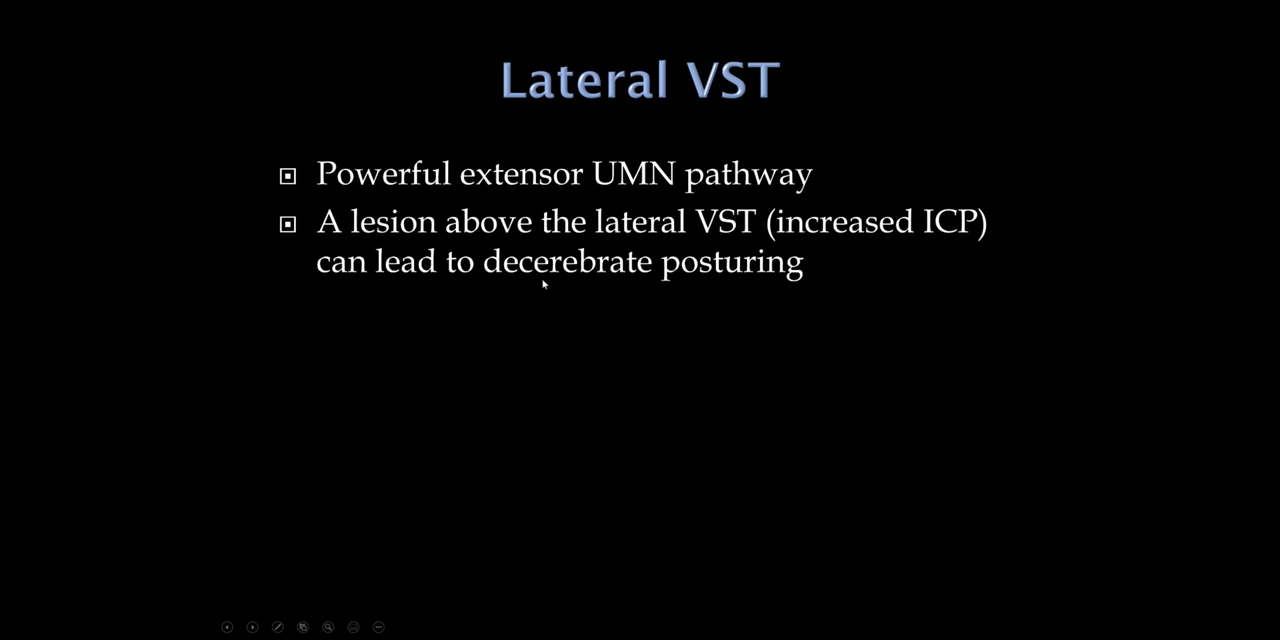 Lateral VST
Powerful extensor UMN pathway
A lesion above the lateral VST (increased ICP)
can lead to decerebrate posturing